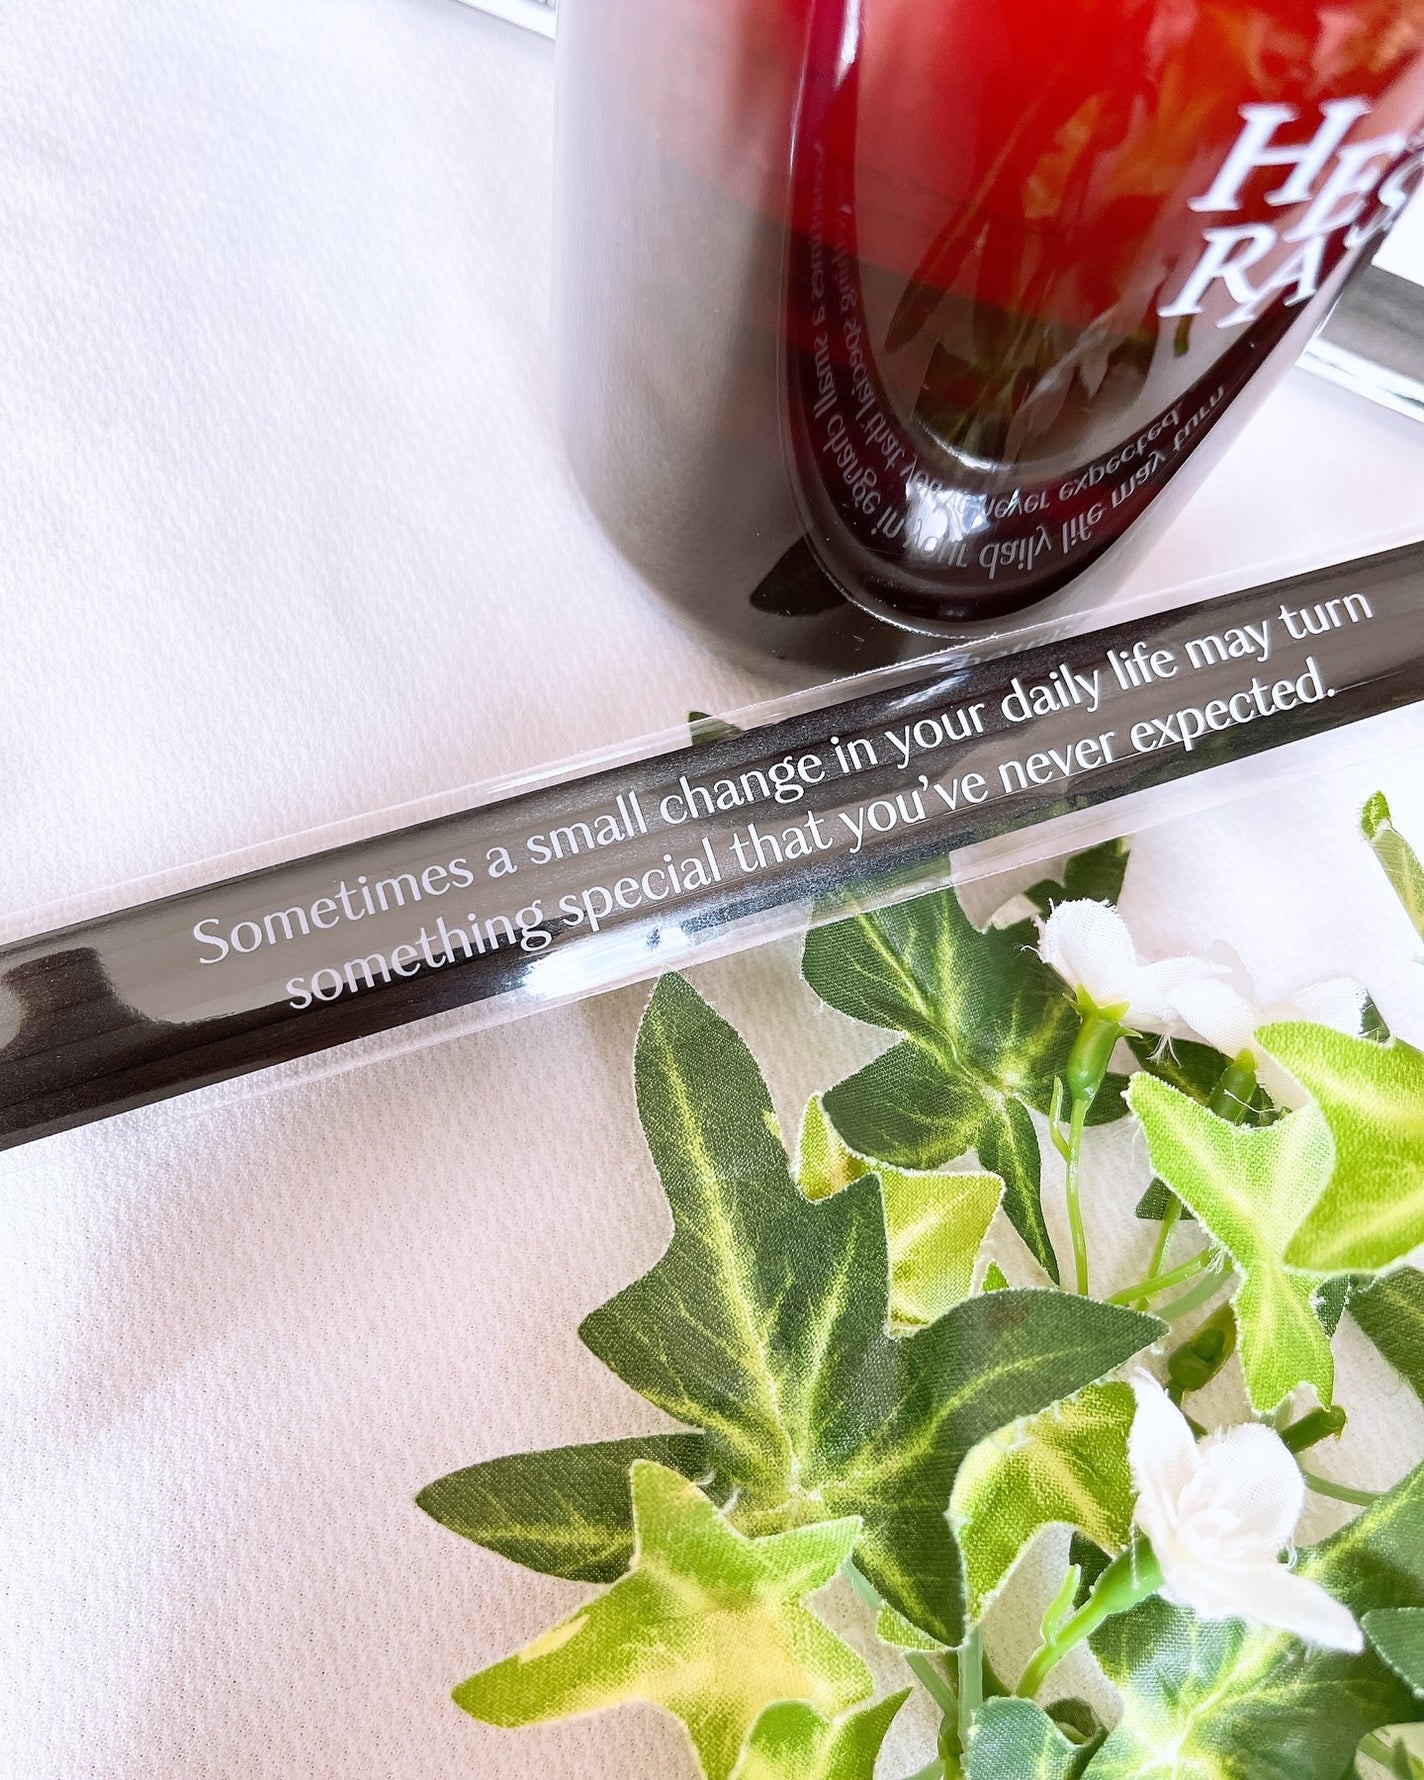 Sometimes a small change in your daily life may turn
something special that you've never expected.